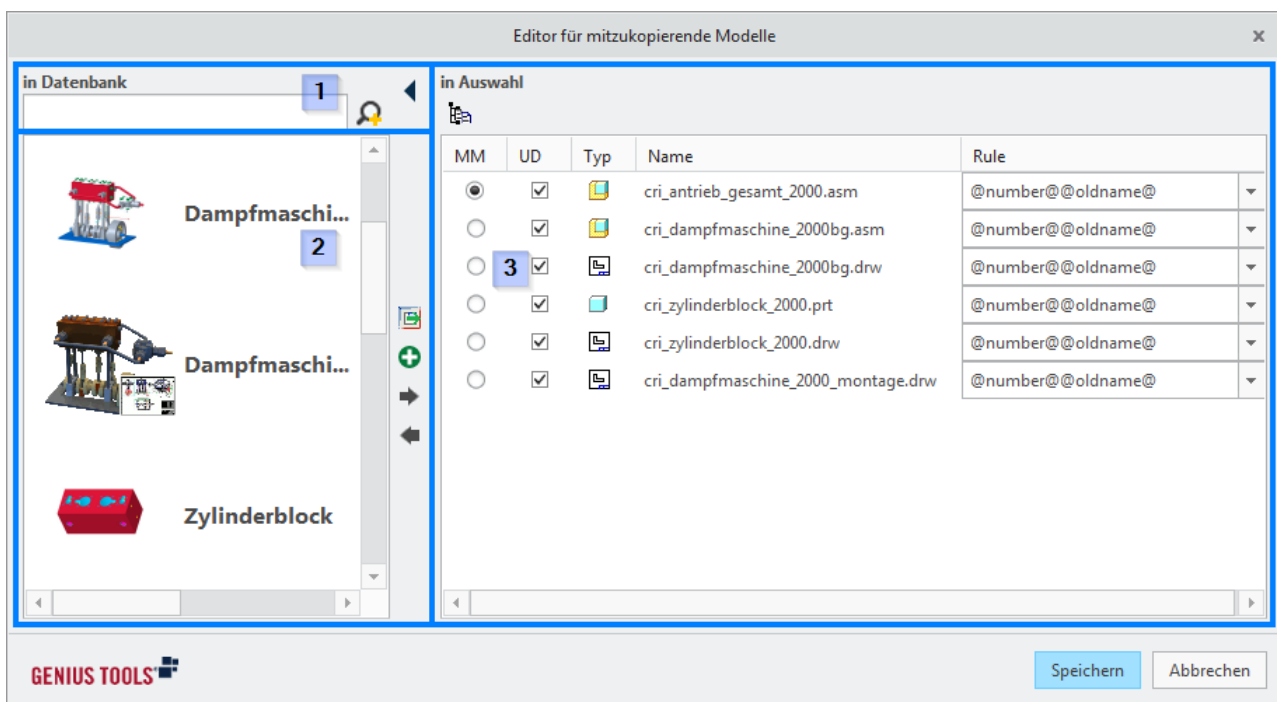 Editor für mitzukopierende Modelle
in Datenbank
1
Dampfmaschi...
2
Dampfmaschi...
Zylinderblock
in Auswahl
MM UD Typ Name Rule
cri_antrieb_gesamt_2000.asm @number@@oldname@
cri_dampfmaschine_2000bg.asm @number@@oldname@
3 cri_dampfmaschine_2000bg.drw @number@@oldname@
cri_zylinderblock_2000.prt @number@@oldname@
cri_zylinderblock_2000.drw @number@@oldname@
cri_dampfmaschine_2000_montage.drw @number@@oldname@
GENIUS TOOLS
Speichern Abbrechen